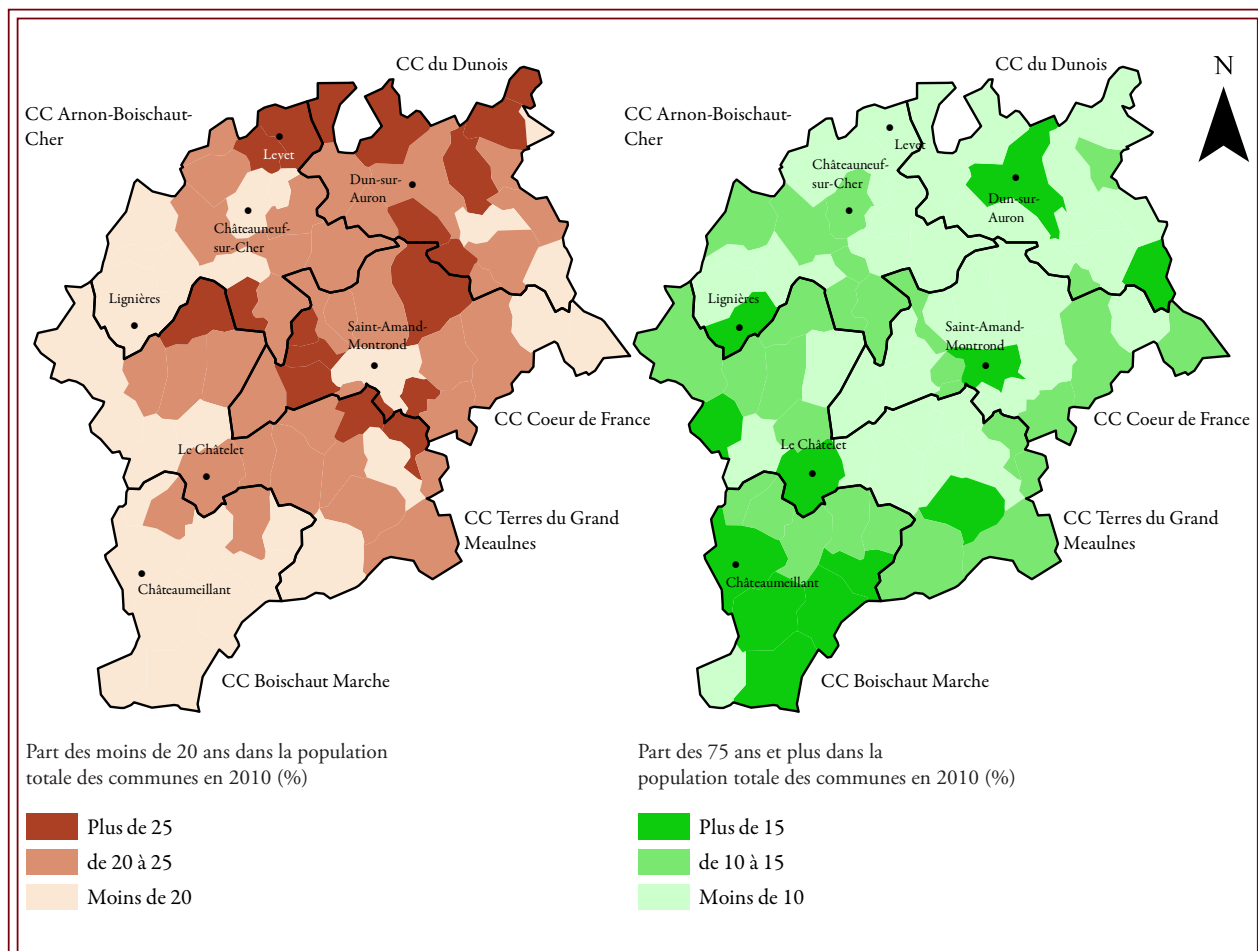 CC du Dunois
CC Arnon-Boischaut-
Cher
Levet
Dun-sur-
Auron
Châteauneuf-
sur-Cher
Lignières
Saint-Amand-
Montrond
CC Coeur de France
Le Châtelet
CC Terres du Grand
Meaulnes
Châteaumeillant
CC Boischaut Marche
Part des moins de 20 ans dans la population
totale des communes en 2010 (%)
Plus de 25
de 20 à 25
Moins de 20
CC du Dunois
N
CC Arnon-Boischaut-
Cher
Levet
Châteauneuf-
sur-Cher
Dun-sur-
Auron
Lignières
Saint-Amand-
Montrond
CC Coeur de France
Le Châtelet
CC Terres du Grand
Meaulnes
Châteaumeillant
CC Boischaut Marche
Part des 75 ans et plus dans la
population totale des communes en 2010 (%)
Plus de 15
de 10 à 15
Moins de 10